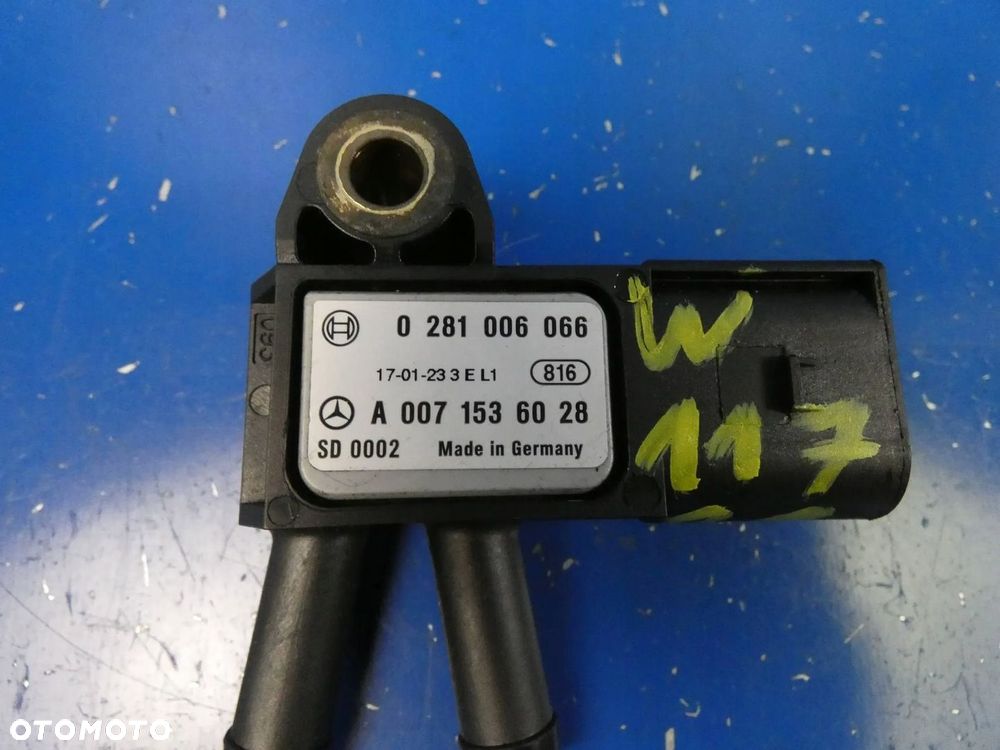 0 281 006 066
17-01-23 3 E L1 816
A 007 153 60 28
SD 0002 Made in Germany
W
117
OTOMOTO